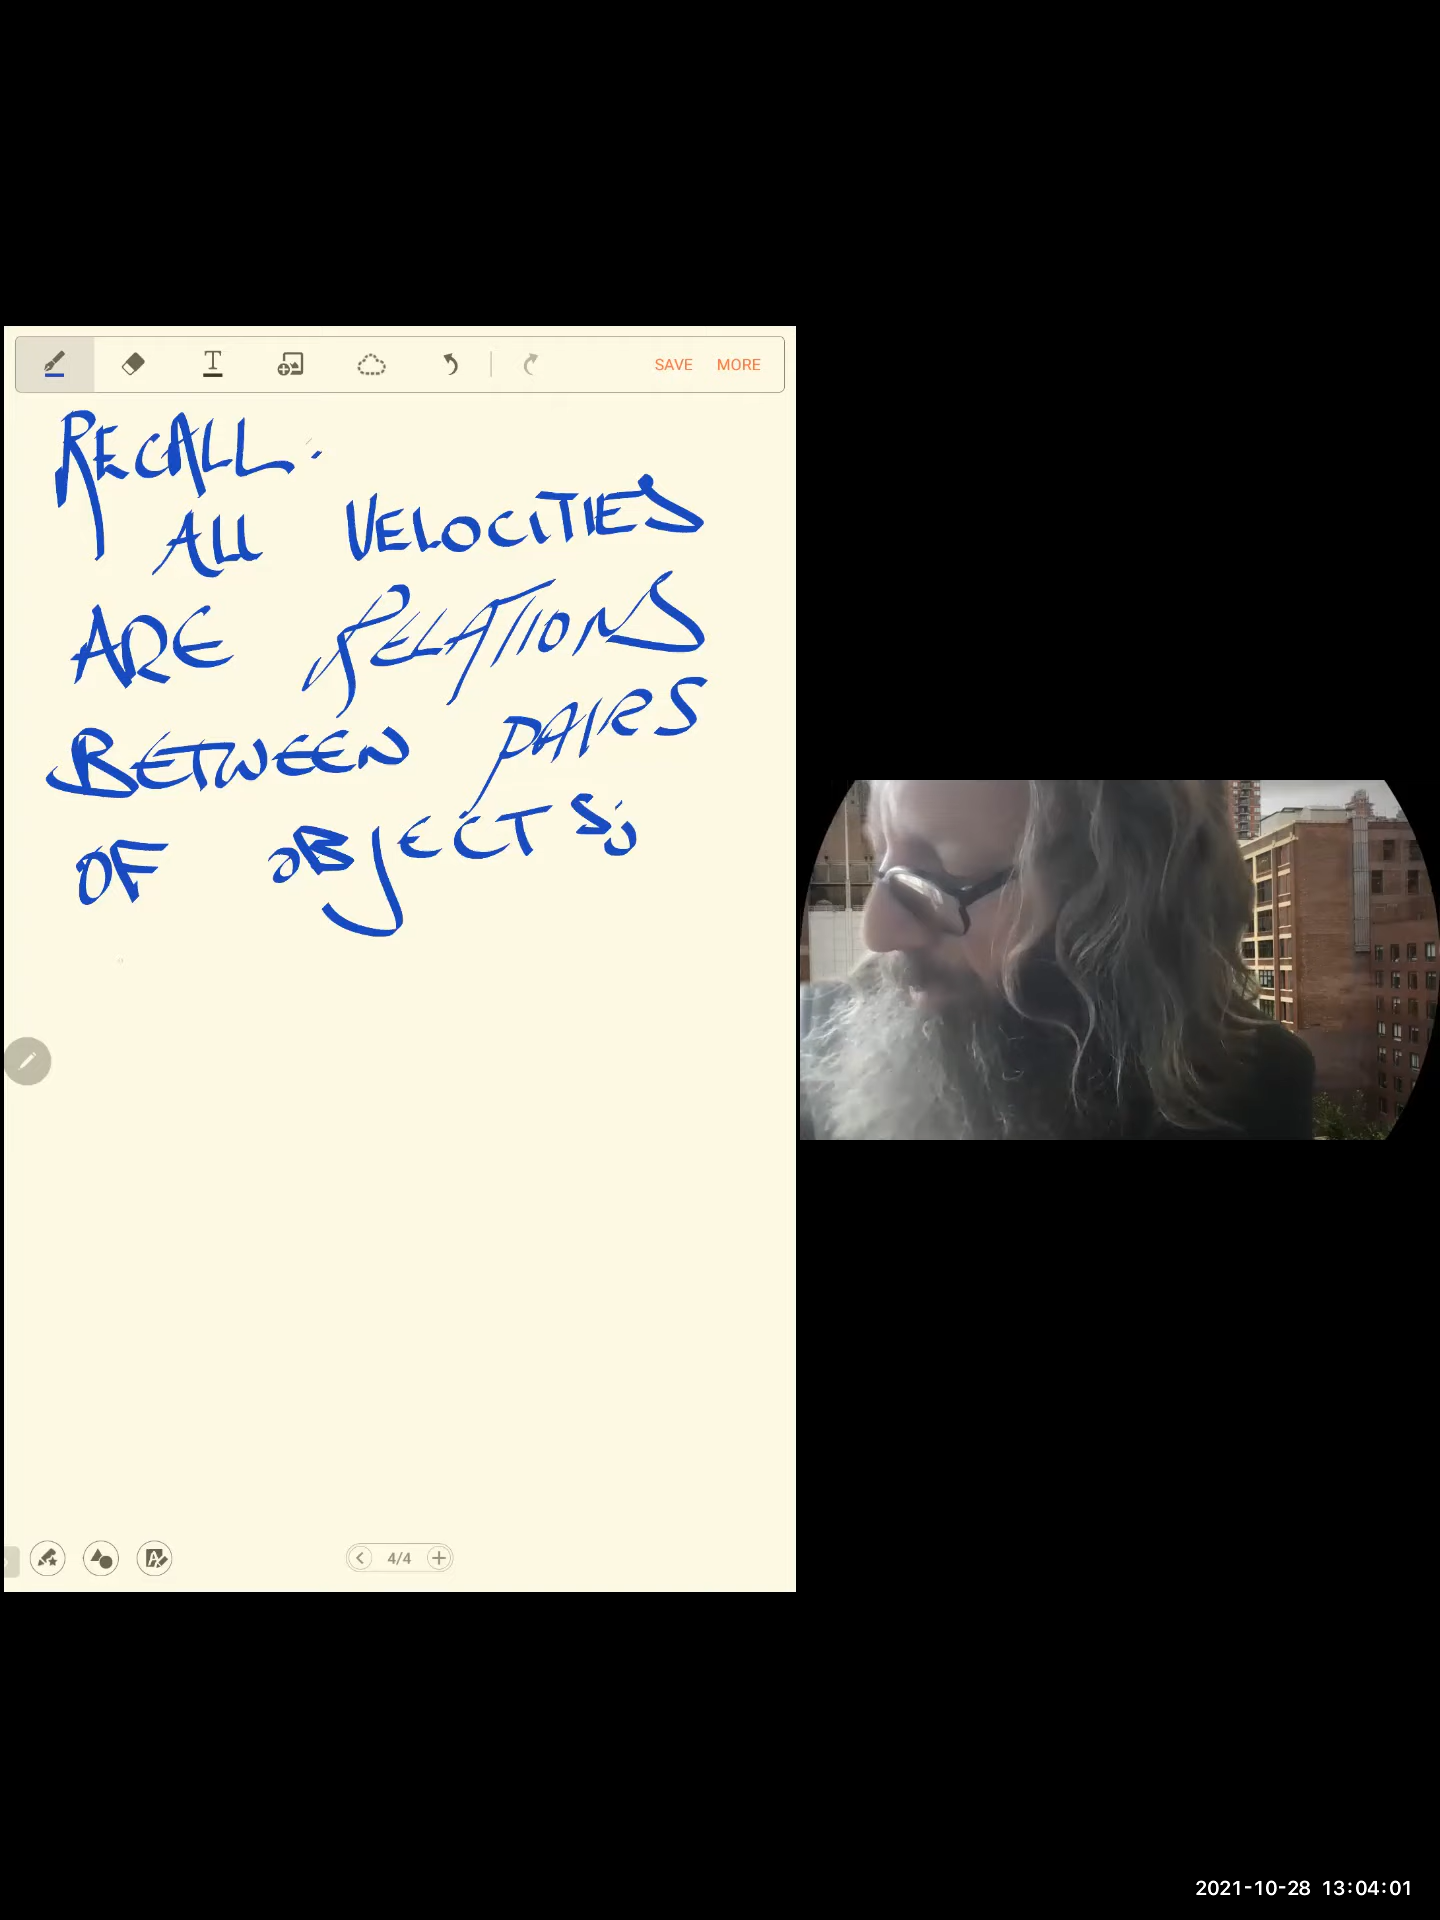 T
SAVE MORE
RECALL:
ALL VELOCITIES
ARE RELATIONS
BETWEEN PAIRS
OF OBJECTS;
4/4
2021-10-28 13:04:01